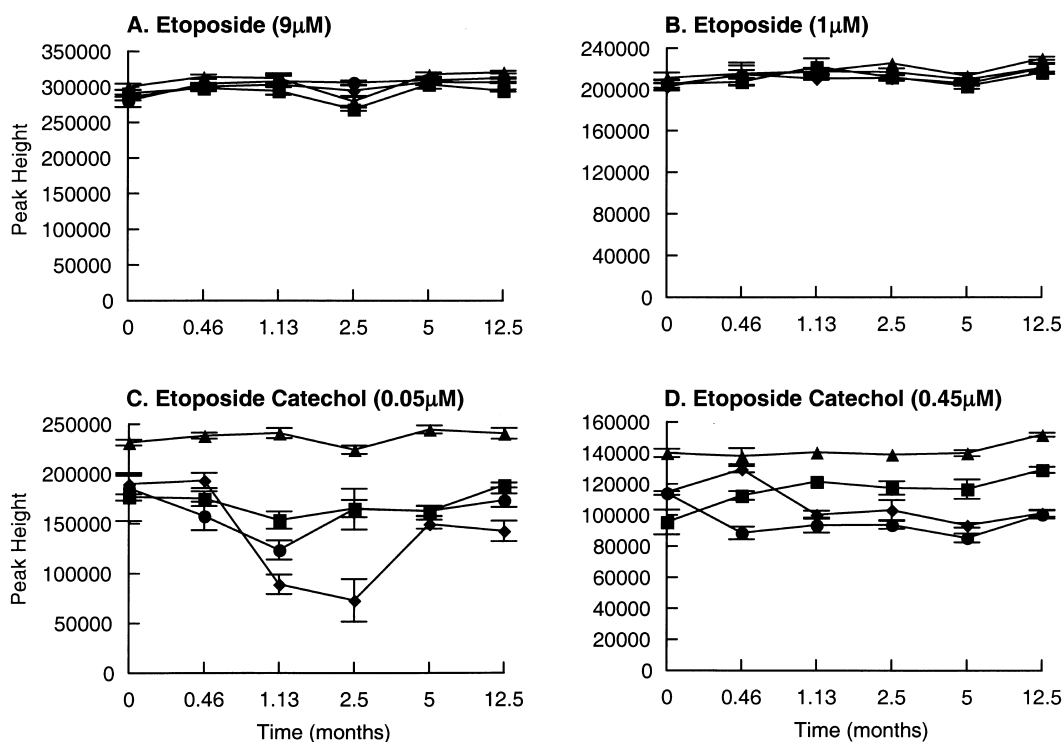 A. Etoposide (9μM)
350000
300000
250000
200000
150000
100000
50000
0
Peak Height
0 0.46 1.13 2.5 5 12.5
B. Etoposide (1μM)
240000
200000
160000
120000
80000
40000
0
0 0.46 1.13 2.5 5 12.5
C. Etoposide Catechol (0.05μM)
250000
200000
150000
100000
50000
0
Peak Height
0 0.46 1.13 2.5 5 12.5
Time (months)
D. Etoposide Catechol (0.45μM)
160000
140000
120000
100000
80000
60000
40000
20000
0
0 0.46 1.13 2.5 5 12.5
Time (months)